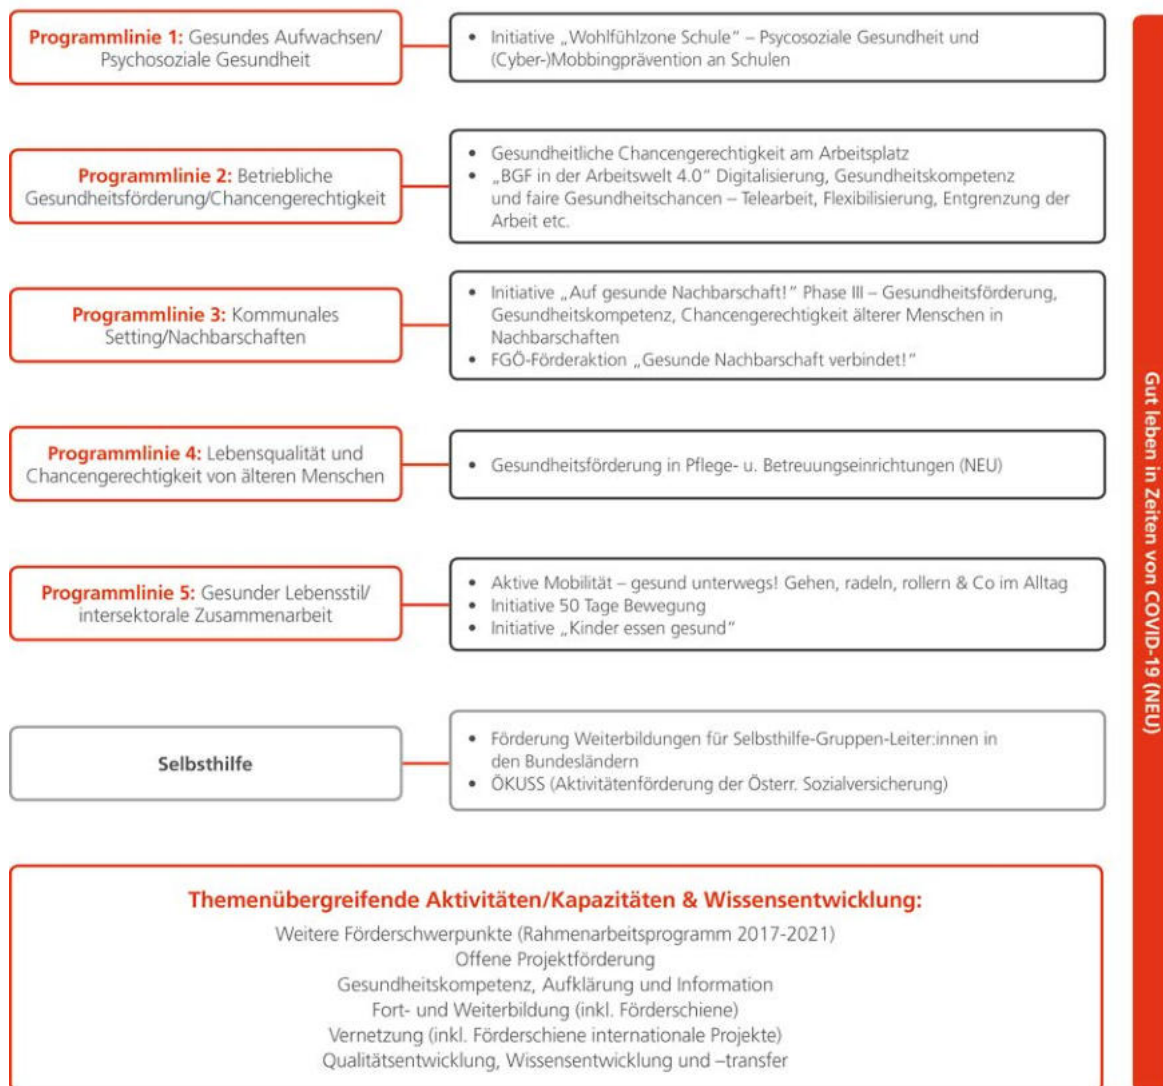 Programmlinie 1: Gesundes Aufwachsen/
Psychosoziale Gesundheit
• Initiative „Wohlfühlzone Schule" – Psycosoziale Gesundheit und
(Cyber-)Mobbingprävention an Schulen
Programmlinie 2: Betriebliche
Gesundheitsförderung/Chancengerechtigkeit
• Gesundheitliche Chancengerechtigkeit am Arbeitsplatz
• „BGF in der Arbeitswelt 4.0" Digitalisierung, Gesundheitskompetenz
und faire Gesundheitschancen – Telearbeit, Flexibilisierung, Entgrenzung der
Arbeit etc.
Programmlinie 3: Kommunales
Setting/Nachbarschaften
• Initiative „Auf gesunde Nachbarschaft!" Phase III – Gesundheitsförderung,
Gesundheitskompetenz, Chancengerechtigkeit älterer Menschen in
Nachbarschaften
• FGÖ-Förderaktion „Gesunde Nachbarschaft verbindet!"
Programmlinie 4: Lebensqualität und
Chancengerechtigkeit von älteren Menschen
• Gesundheitsförderung in Pflege- u. Betreuungseinrichtungen (NEU)
Programmlinie 5: Gesunder Lebensstil/
intersektorale Zusammenarbeit
• Aktive Mobilität – gesund unterwegs! Gehen, radeln, rollern & Co im Alltag
• Initiative 50 Tage Bewegung
• Initiative „Kinder essen gesund"
Selbsthilfe
• Förderung Weiterbildungen für Selbsthilfe-Gruppen-Leiter:innen in
den Bundesländern
• ÖKUSS (Aktivitätenförderung der Österr. Sozialversicherung)
Themenübergreifende Aktivitäten/Kapazitäten & Wissensentwicklung:
Weitere Förderschwerpunkte (Rahmenarbeitsprogramm 2017-2021)
Offene Projektförderung
Gesundheitskompetenz, Aufklärung und Information
Fort- und Weiterbildung (inkl. Förderschiene)
Vernetzung (inkl. Förderschiene internationale Projekte)
Qualitätsentwicklung, Wissensentwicklung und –transfer
Gut leben in Zeiten von COVID-19 (NEU)